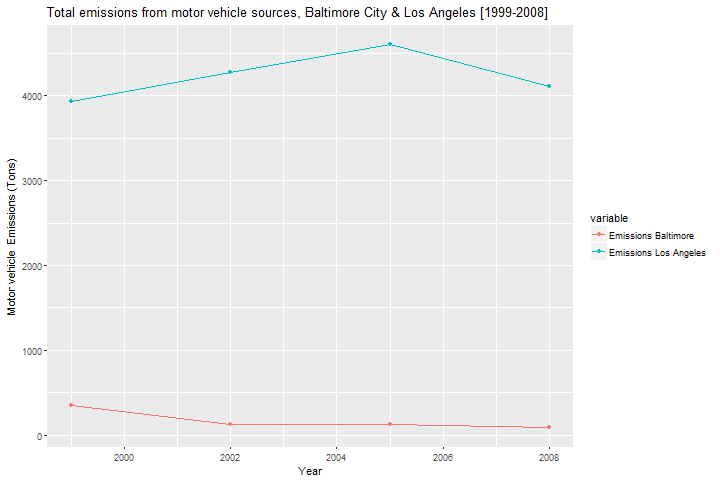 Total emissions from motor vehicle sources, Baltimore City & Los Angeles [1999-2008]
Motor vehicle Emissions (Tons)
4000
3000
2000
1000
0
2000
2002
2004
2006
2008
Year
variable
Emissions Baltimore
Emissions Los Angeles